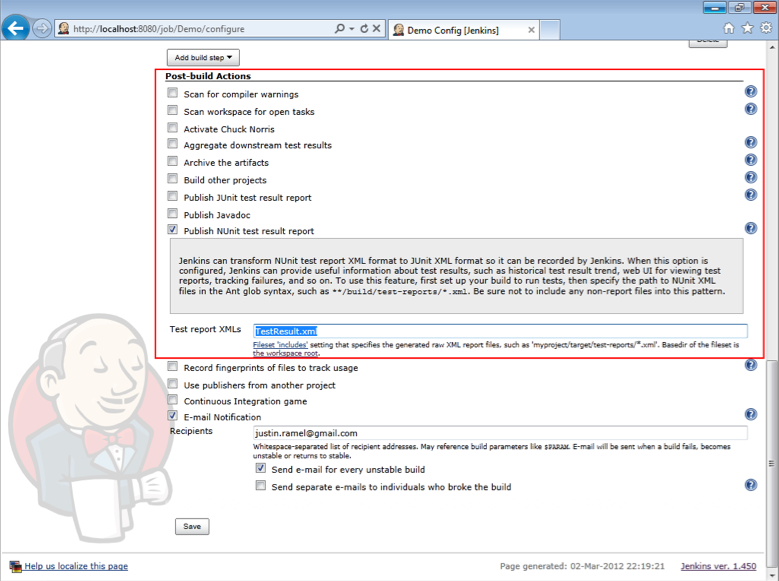 http://localhost:8080/job/Demo/configure
Demo Config [Jenkins]
Delete
Add build step
Post-build Actions
Scan for compiler warnings
Scan workspace for open tasks
Activate Chuck Norris
Aggregate downstream test results
Archive the artifacts
Build other projects
Publish JUnit test result report
Publish Javadoc
Publish NUnit test result report
Jenkins can transform NUnit test report XML format to JUnit XML format so it can be recorded by Jenkins. When this option is
configured, Jenkins can provide useful information about test results, such as historical test result trend, web UI for viewing test
reports, tracking failures, and so on. To use this feature, first set up your build to run tests, then specify the path to NUnit XML
files in the Ant glob syntax, such as **/build/test-reports/*.xml. Be sure not to include any non-report files into this pattern.
Test report XMLs
TestResult.xml
Fileset 'includes' setting that specifies the generated raw XML report files, such as 'myproject/target/test-reports/*.xml'. Basedir of the fileset is
the workspace root.
Record fingerprints of files to track usage
Use publishers from another project
Continuous Integration game
E-mail Notification
Recipients
justin.ramel@gmail.com
Whitespace-separated list of recipient addresses. May reference build parameters like $PARAM. E-mail will be sent when a build fails, becomes
unstable or returns to stable.
Send e-mail for every unstable build
Send separate e-mails to individuals who broke the build
Save
Help us localize this page
Page generated: 02-Mar-2012 22:19:21
Jenkins ver. 1.450